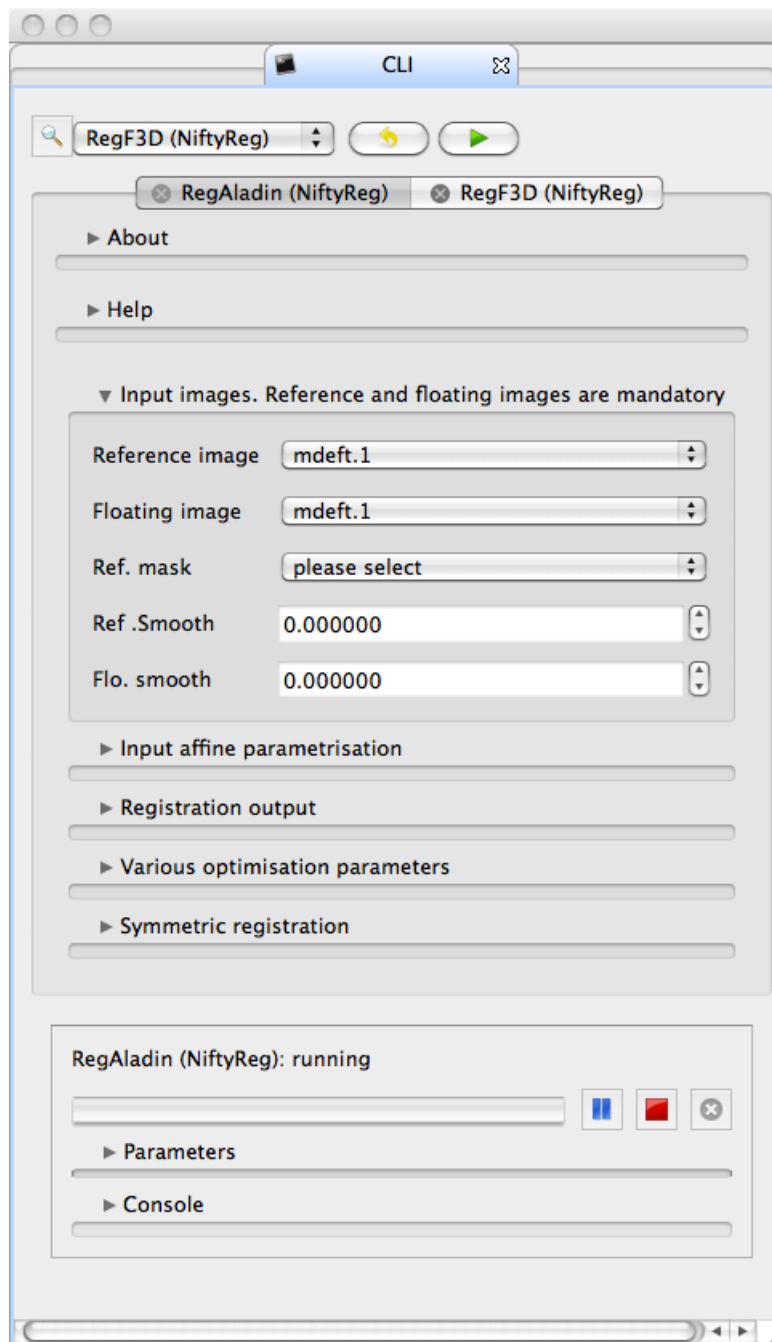 CLI
RegF3D (NiftyReg)
RegAladin (NiftyReg) RegF3D (NiftyReg)
About
Help
Input images. Reference and floating images are mandatory
Reference image mdeft.1
Floating image mdeft.1
Ref. mask please select
Ref .Smooth 0.000000
Flo. smooth 0.000000
Input affine parametrisation
Registration output
Various optimisation parameters
Symmetric registration
RegAladin (NiftyReg): running
Parameters
Console